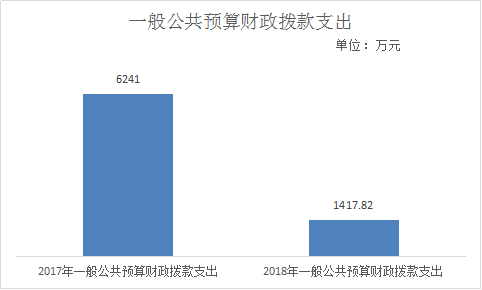 一般公共预算财政拨款支出
单位：万元
6241
1417.82
2017年一般公共预算财政拨款支出
2018年一般公共预算财政拨款支出